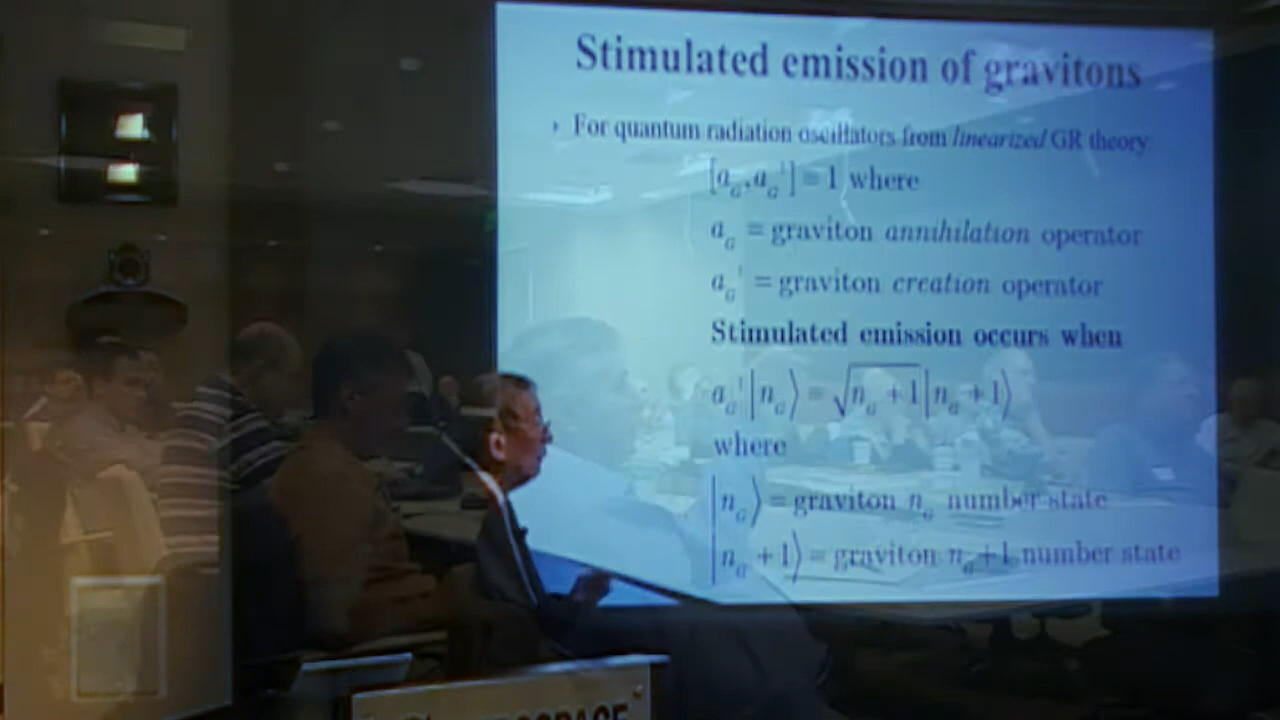 Stimulated emission of gravitons
› For quantum radiation oscillators from linearized GR theory:
[a_G, a_G†] = 1 where
a_G = graviton annihilation operator
a_G† = graviton creation operator
Stimulated emission occurs when
a_G†|n_G⟩ = √(n_G + 1)|n_G + 1⟩
where
|n_G⟩ = graviton n_G number state
|n_G + 1⟩ = graviton n_G + 1 number state